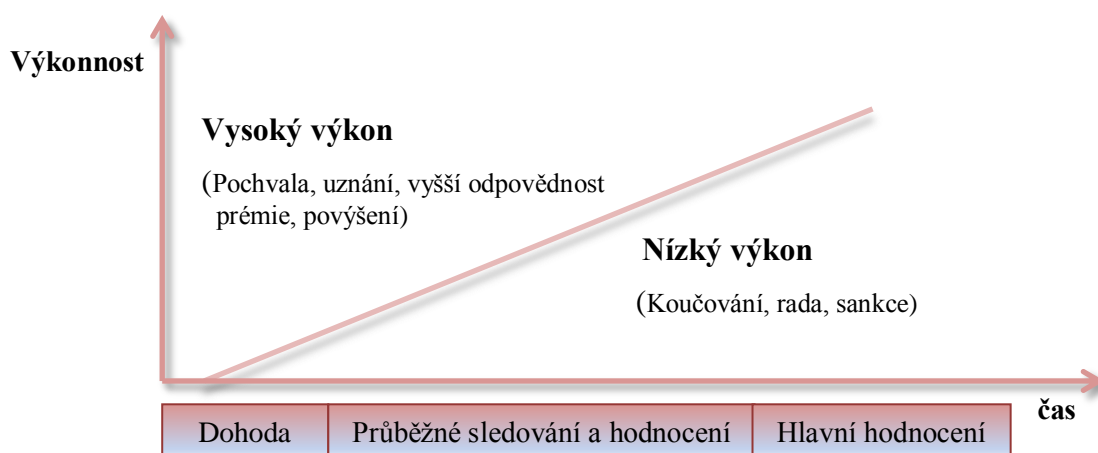 Výkonnost
Vysoký výkon
(Pochvala, uznání, vyšší odpovědnost
prémie, povýšení)
Nízký výkon
(Koučování, rada, sankce)
čas
Dohoda
Průběžné sledování a hodnocení
Hlavní hodnocení